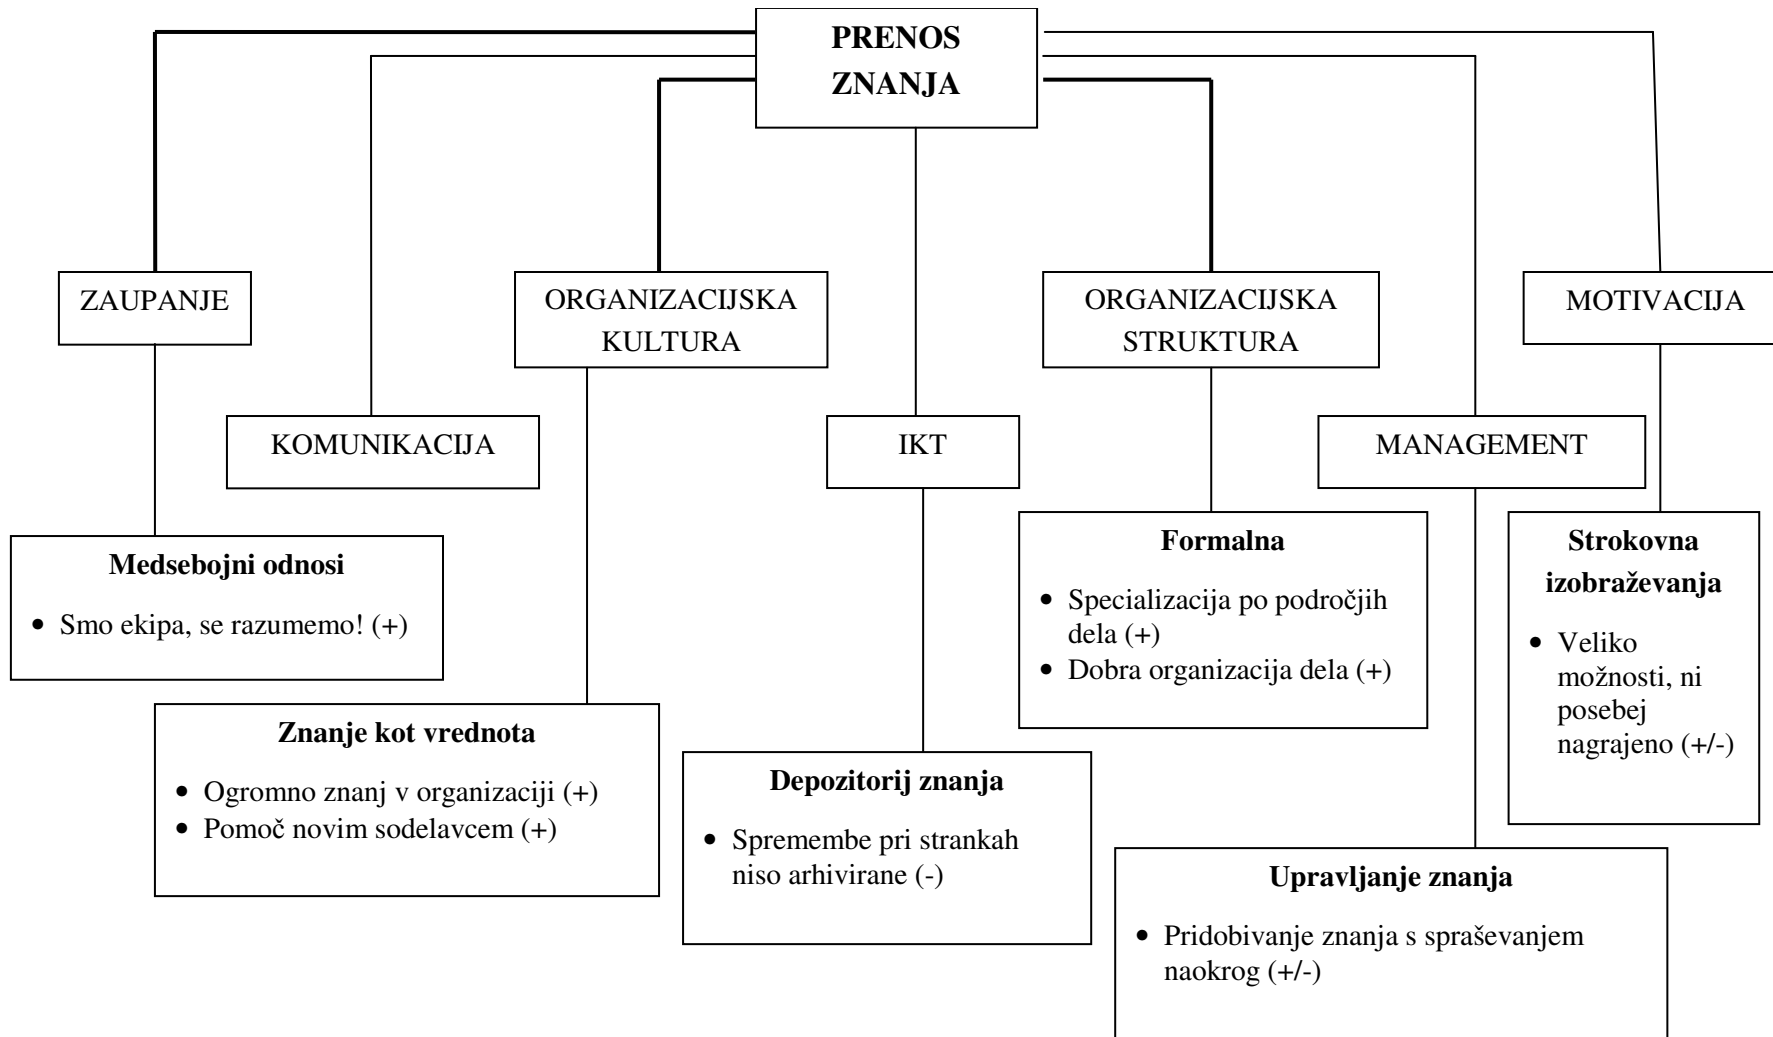 PRENOS
ZNANJA
ZAUPANJE
ORGANIZACIJSKA
KULTURA
ORGANIZACIJSKA
STRUKTURA
MOTIVACIJA
KOMUNIKACIJA
IKT
MANAGEMENT
Medsebojni odnosi
• Smo ekipa, se razumemo! (+)
Formalna
• Specializacija po področjih
dela (+)
• Dobra organizacija dela (+)
Strokovna
izobraževanja
• Veliko
možnosti, ni
posebej
nagrajeno (+/-)
Znanje kot vrednota
• Ogromno znanj v organizaciji (+)
• Pomoč novim sodelavcem (+)
Depozitorij znanja
• Spremembe pri strankah
niso arhivirane (-)
Upravljanje znanja
• Pridobivanje znanja s spraševanjem
naokrog (+/-)